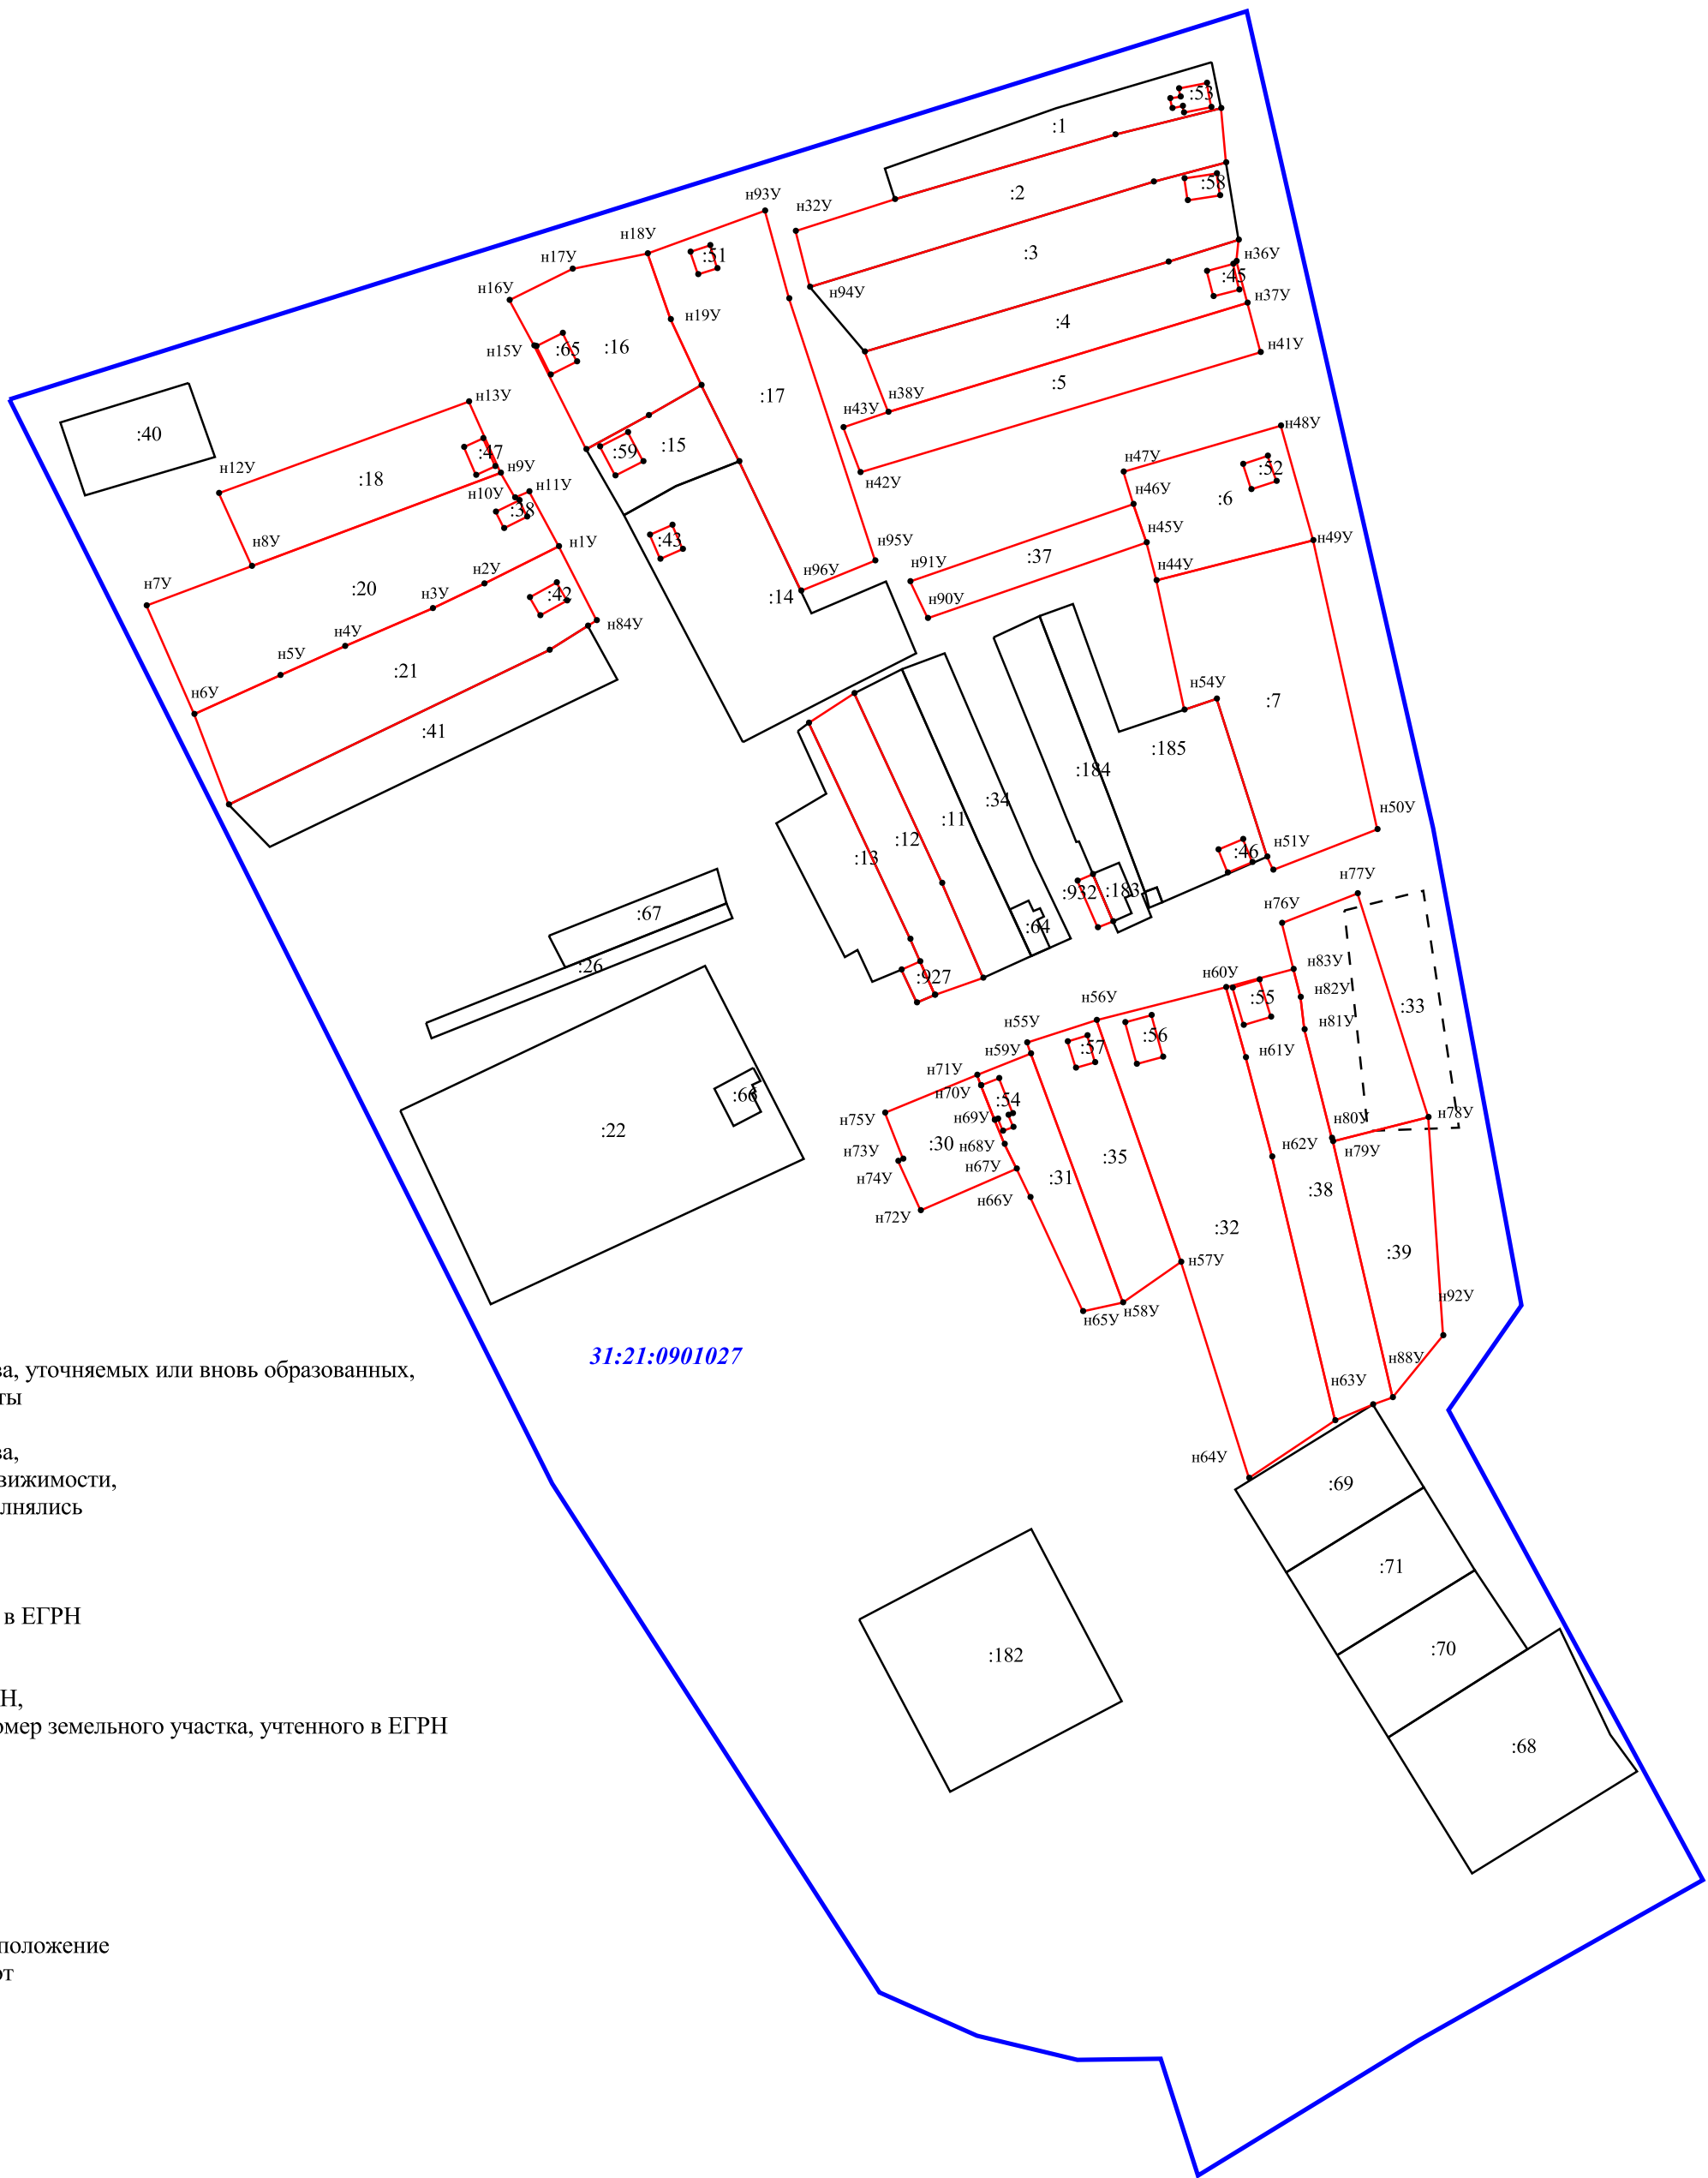 :53
:1
:58
:2
н93У
н32У
н18У
:3
н17У
:51
н36У
:45
н16У
н94У
н37У
н19У
:4
н15У
:65
:16
н41У
:5
н13У
:17
н38У
:40
н43У
н48У
:47
:59
:15
н9У
н12У
н47У
:52
:18
н42У
н11У
н10У
:38
:6
н46У
н45У
н8У
:43
н1У
н49У
н95У
:37
н91У
н44У
н2У
н7У
:20
:42
н96У
:14
н3У
н90У
н84У
н4У
н5У
:21
н54У
н6У
:7
:41
:185
:184
:34
:11
н50У
:12
н51У
:46
:13
н77У
:932
:183
:67
н76У
:64
:26
:927
н83У
н60У
:55
н82У
:33
н56У
н81У
н55У
:56
н59У
:57
н61У
н71У
н70У
:66
:54
н75У
н69У
н80У
н78У
:22
:30
н68У
н62У
н79У
н73У
:35
н67У
н74У
:31
:38
н66У
н72У
:32
:39
н57У
н92У
н58У
н65У
31:21:0901027
ва, уточняемых или вновь образованных,
ты
н88У
н63У
ва,
н64У
движимости,
:69
олнялись
:71
в ЕГРН
:70
:182
Н,
омер земельного участка, учтенного в ЕГРН
:68
положение
от